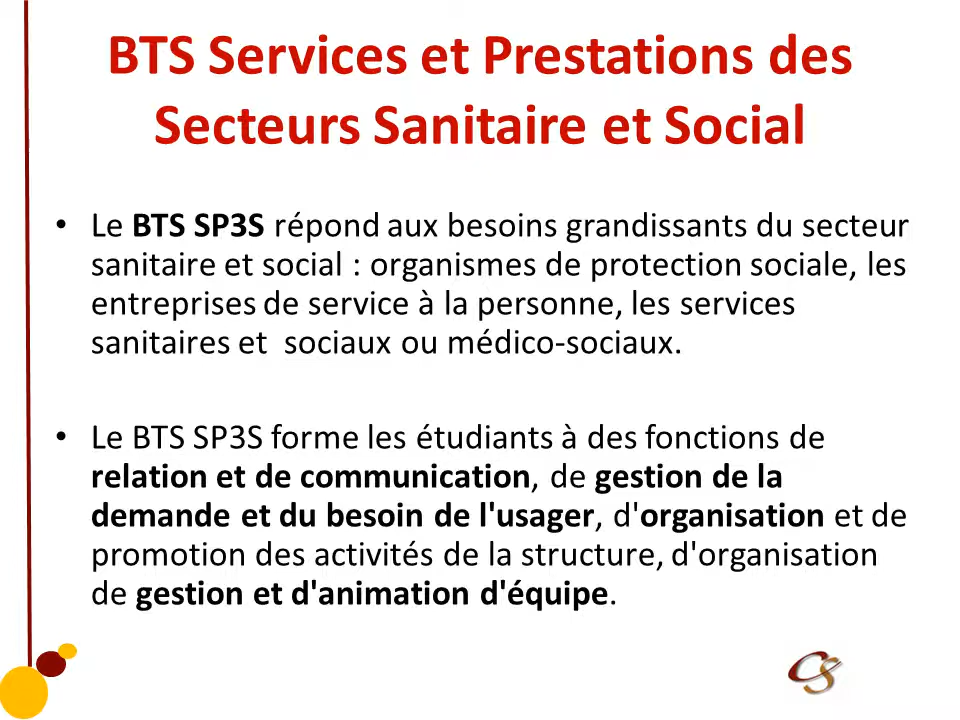 BTS Services et Prestations des
Secteurs Sanitaire et Social
• Le BTS SP3S répond aux besoins grandissants du secteur
sanitaire et social : organismes de protection sociale, les
entreprises de service à la personne, les services
sanitaires et  sociaux ou médico-sociaux.
• Le BTS SP3S forme les étudiants à des fonctions de
relation et de communication, de gestion de la
demande et du besoin de l'usager, d'organisation et de
promotion des activités de la structure, d'organisation
de gestion et d'animation d'équipe.
CS